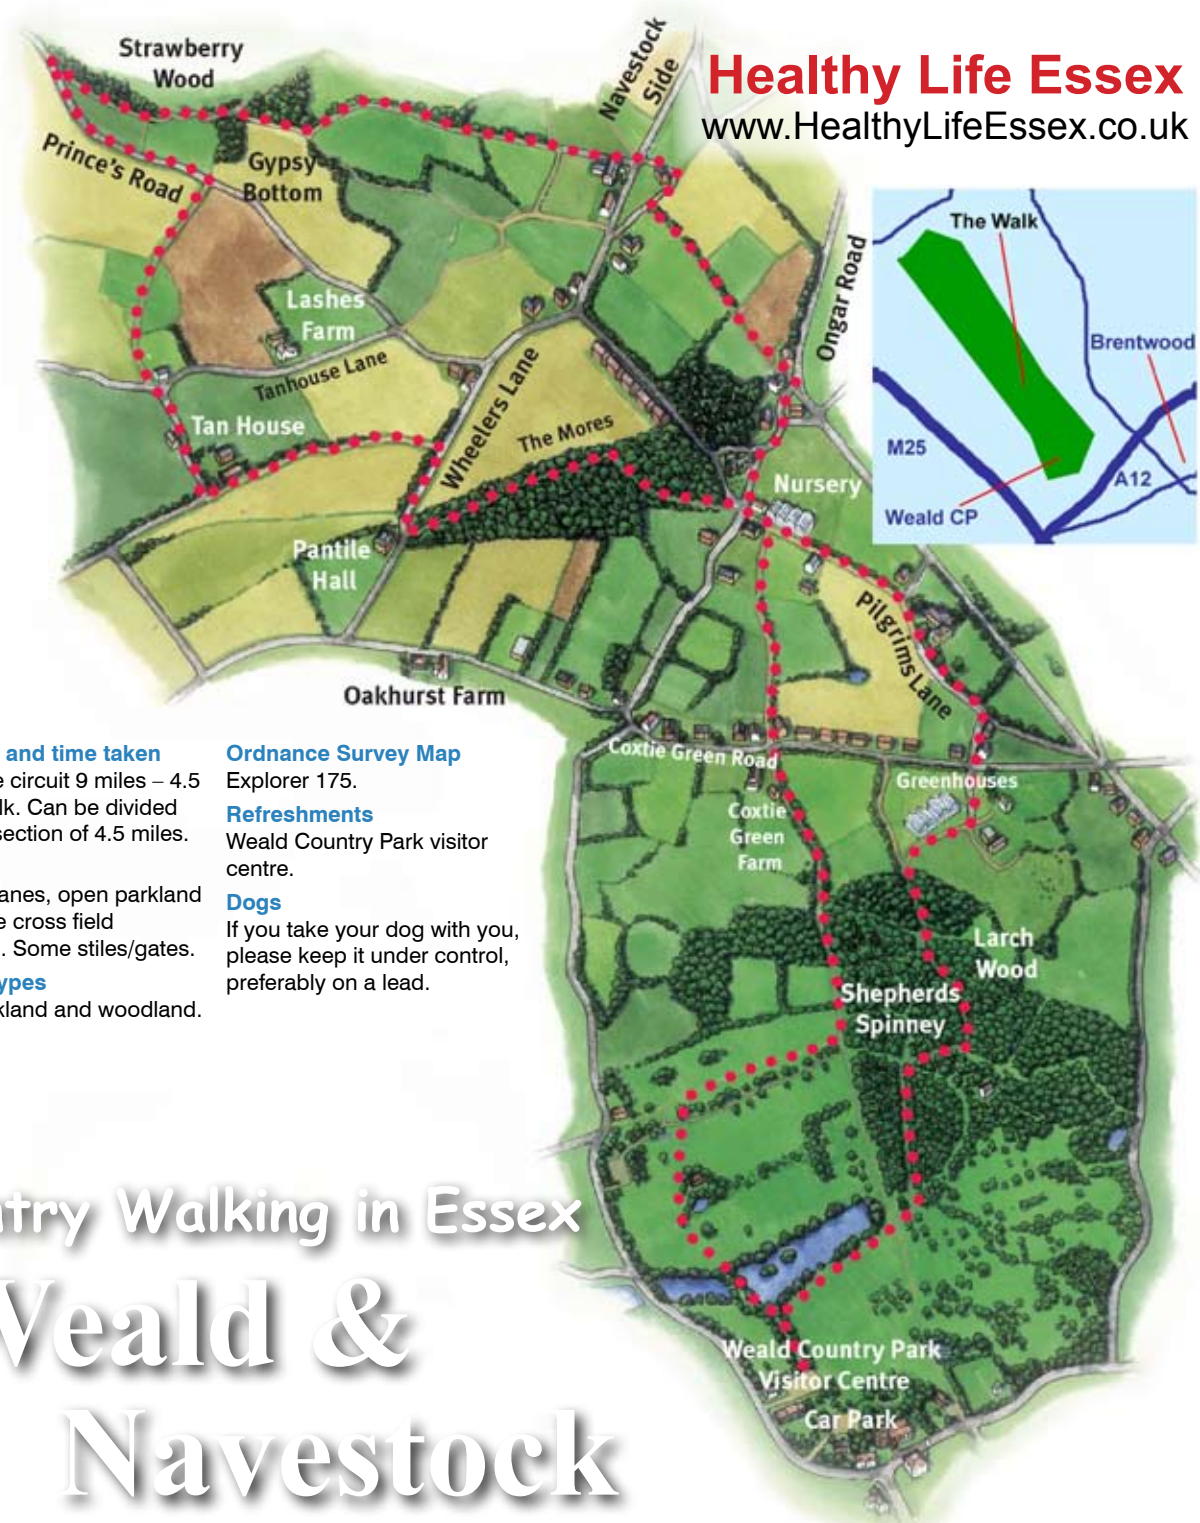 Healthy Life Essex
www.HealthyLifeEssex.co.uk
Strawberry
Wood
Navestock
Side
Prince's Road
Gypsy
Bottom
Ongar Road
Lashes
Farm
Tanhouse Lane
Tan House
Wheelers Lane
The Mores
Nursery
Pantile
Hall
Pilgrims Lane
Oakhurst Farm
Coxtie Green Road
Greenhouses
Coxtie
Green
Farm
Larch
Wood
Shepherds
Spinney
Weald Country Park
Visitor Centre
Car Park
The Walk
Brentwood
M25
A12
Weald CP
and time taken
e circuit 9 miles – 4.5
lk. Can be divided
section of 4.5 miles.
anes, open parkland
e cross field
. Some stiles/gates.
ypes
kland and woodland.
Ordnance Survey Map
Explorer 175.
Refreshments
Weald Country Park visitor
centre.
Dogs
If you take your dog with you,
please keep it under control,
preferably on a lead.
ntry Walking in Essex
Weald &
Navestock